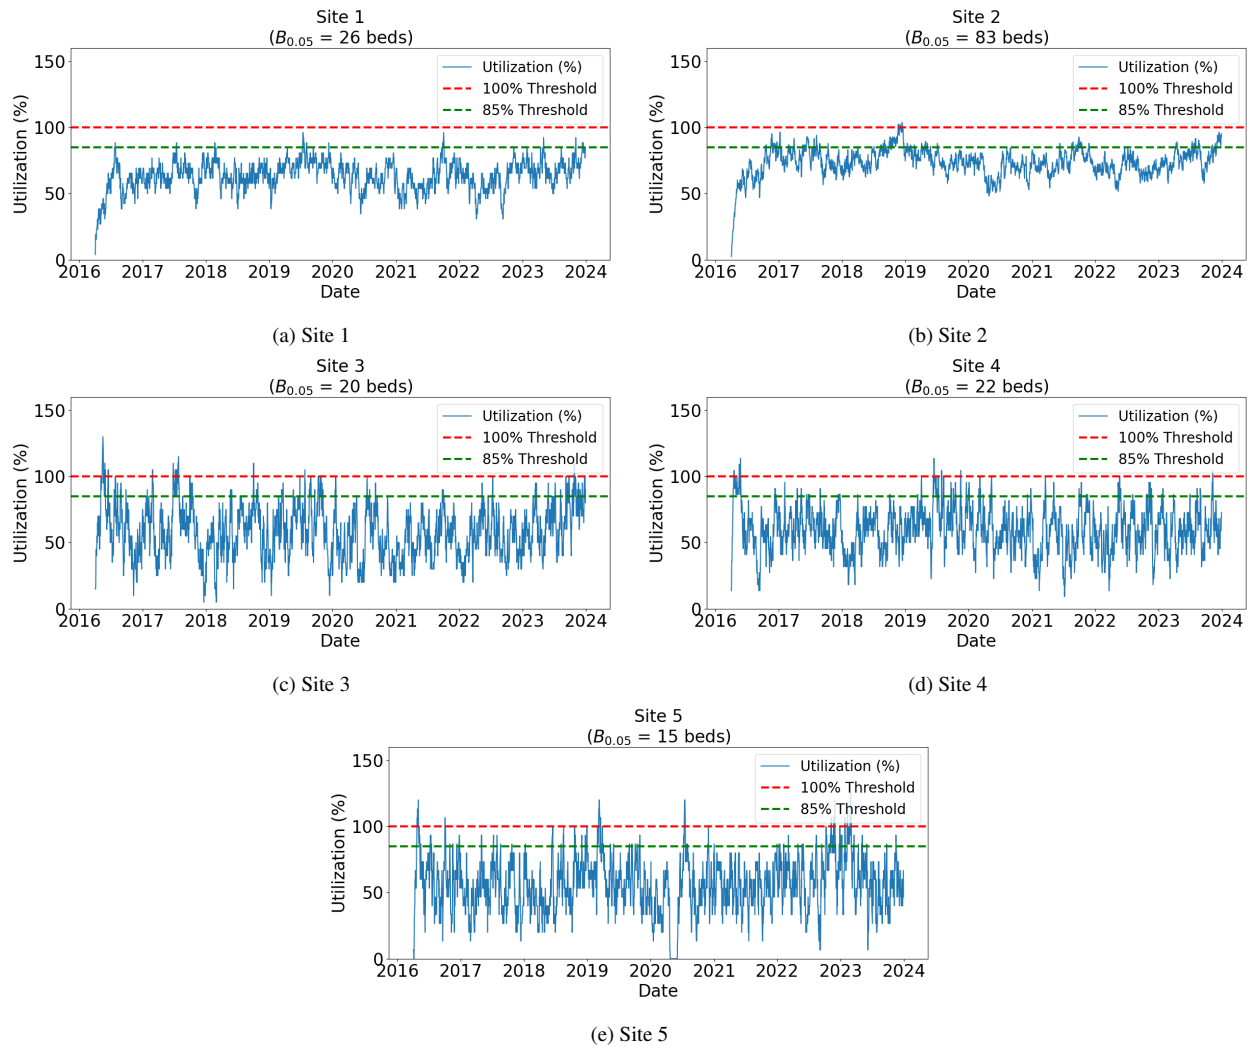 Site 1
(B0.05 = 26 beds)
Utilization (%)
150
100
50
0
Utilization (%)
100% Threshold
85% Threshold
2016 2017 2018 2019 2020 2021 2022 2023 2024
Date
(a) Site 1
Site 2
(B0.05 = 83 beds)
Utilization (%)
150
100
50
0
Utilization (%)
100% Threshold
85% Threshold
2016 2017 2018 2019 2020 2021 2022 2023 2024
Date
(b) Site 2
Site 3
(B0.05 = 20 beds)
Utilization (%)
150
100
50
0
Utilization (%)
100% Threshold
85% Threshold
2016 2017 2018 2019 2020 2021 2022 2023 2024
Date
(c) Site 3
Site 4
(B0.05 = 22 beds)
Utilization (%)
150
100
50
0
Utilization (%)
100% Threshold
85% Threshold
2016 2017 2018 2019 2020 2021 2022 2023 2024
Date
(d) Site 4
Site 5
(B0.05 = 15 beds)
Utilization (%)
150
100
50
0
Utilization (%)
100% Threshold
85% Threshold
2016 2017 2018 2019 2020 2021 2022 2023 2024
Date
(e) Site 5